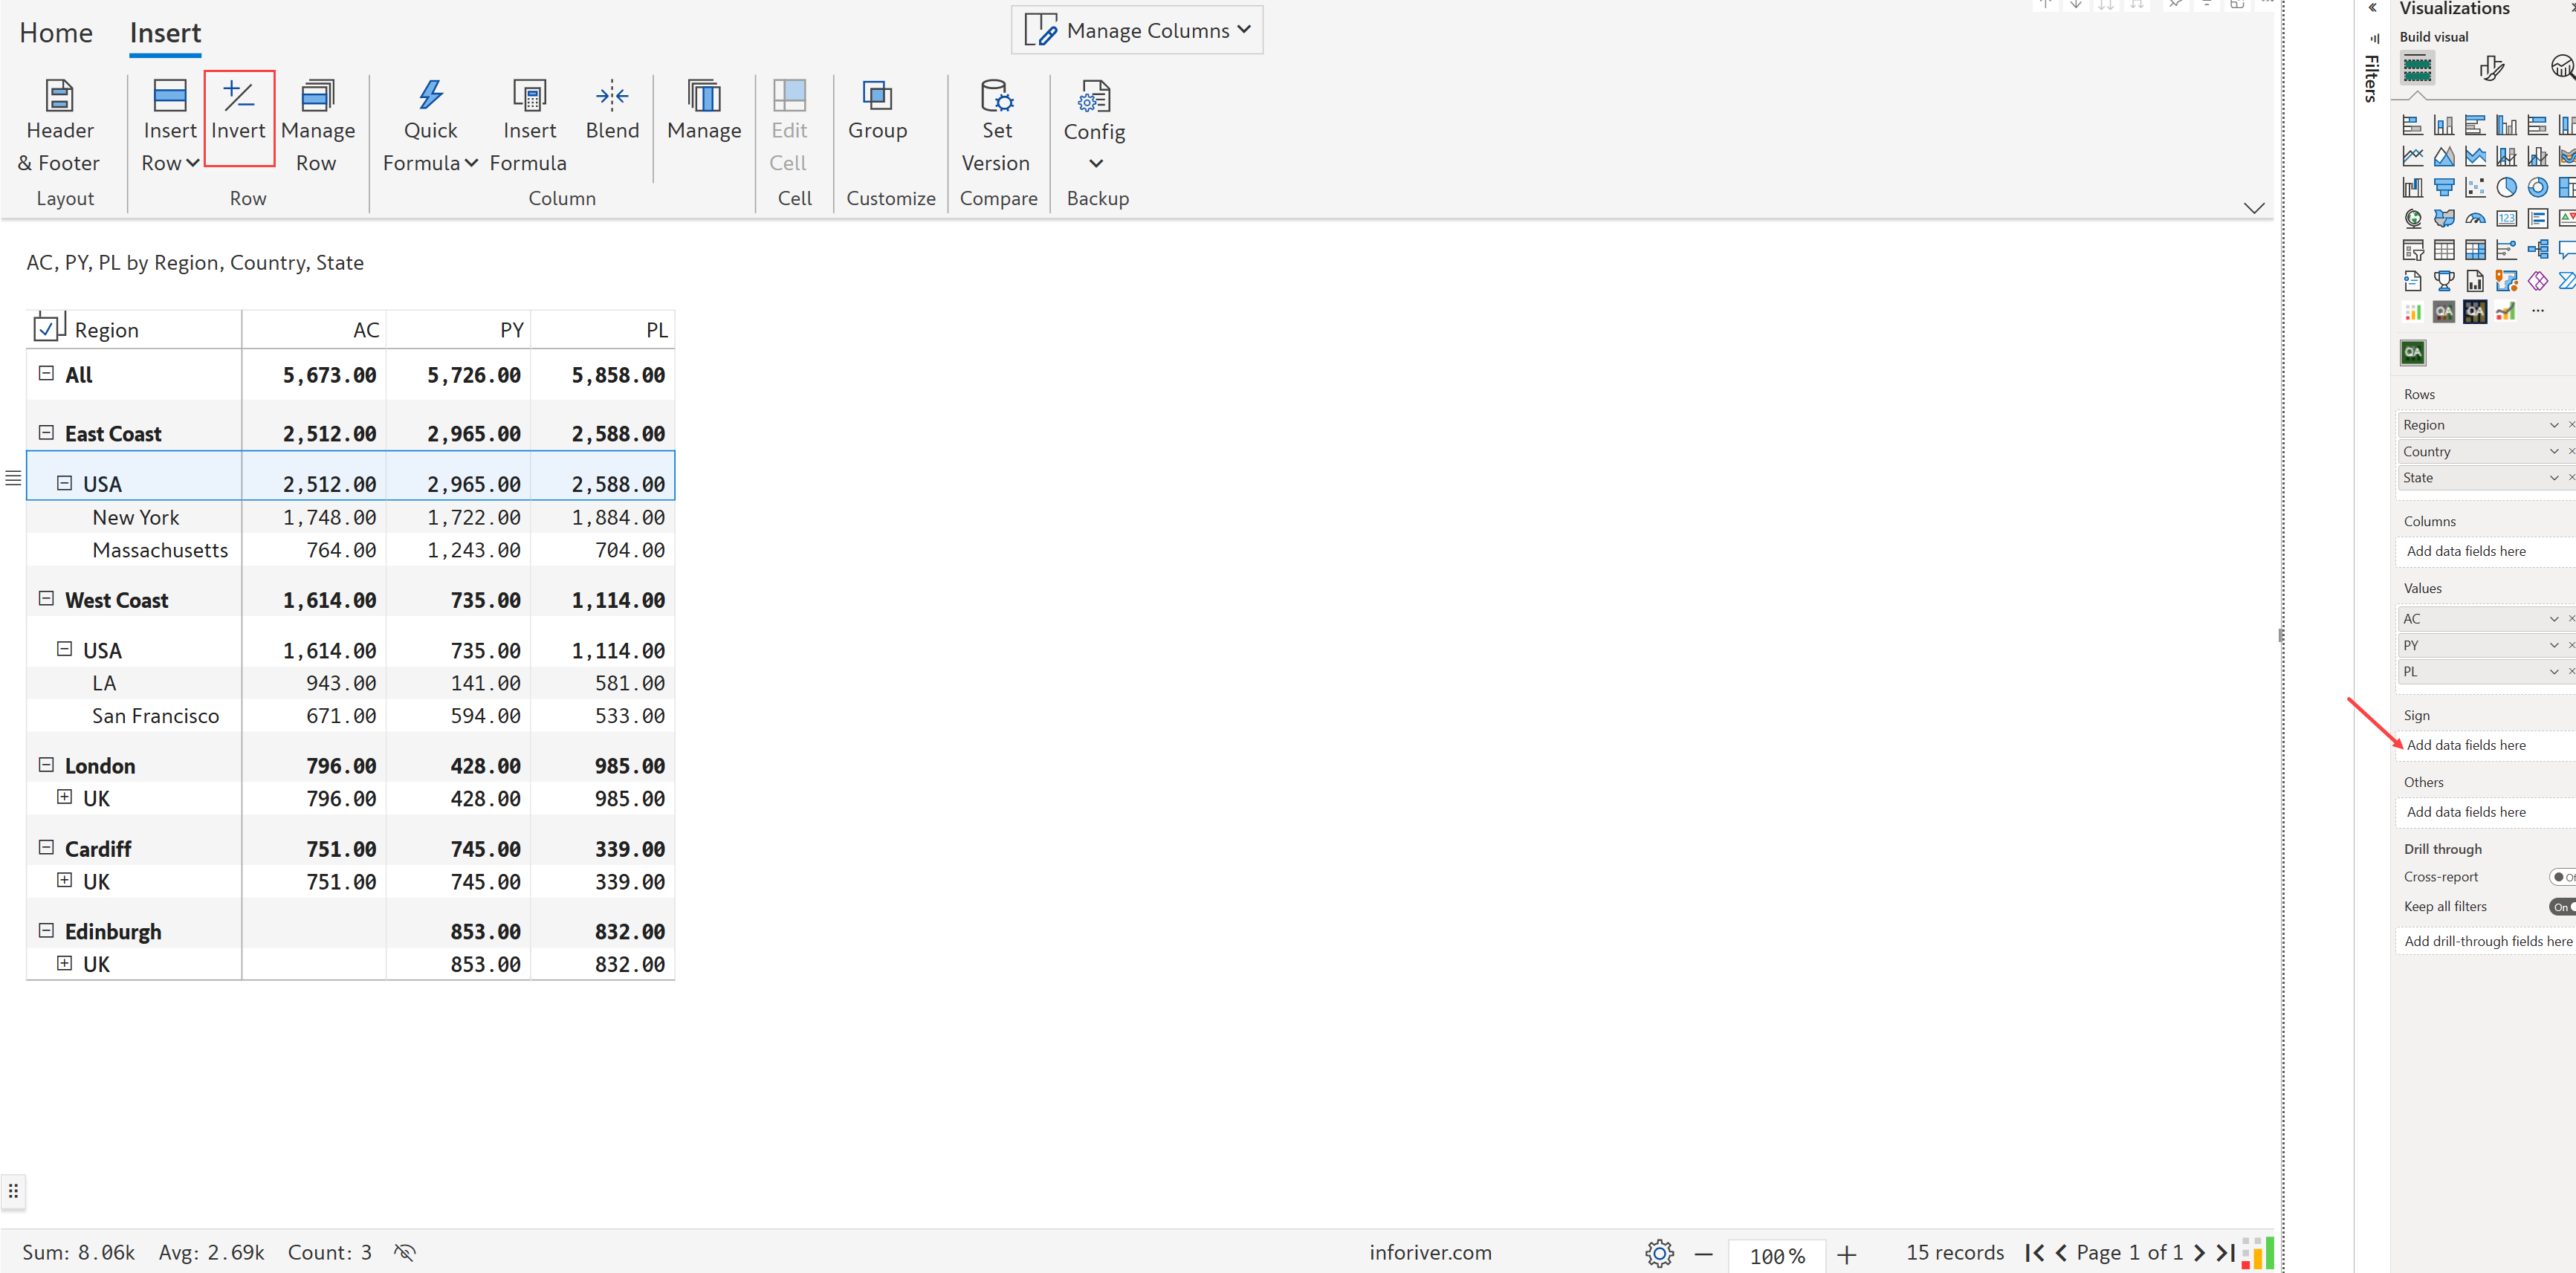 Home Insert
Manage Columns
Header & Footer
Insert Row
Invert
Manage Row
Quick Formula
Insert Formula
Blend
Manage
Edit Cell
Group
Set Version
Config
Layout Row Column Cell Customize Compare Backup
AC, PY, PL by Region, Country, State
Region AC PY PL
All 5,673.00 5,726.00 5,858.00
East Coast 2,512.00 2,965.00 2,588.00
USA 2,512.00 2,965.00 2,588.00
New York 1,748.00 1,722.00 1,884.00
Massachusetts 764.00 1,243.00 704.00
West Coast 1,614.00 735.00 1,114.00
USA 1,614.00 735.00 1,114.00
LA 943.00 141.00 581.00
San Francisco 671.00 594.00 533.00
London 796.00 428.00 985.00
UK 796.00 428.00 985.00
Cardiff 751.00 745.00 339.00
UK 751.00 745.00 339.00
Edinburgh 853.00 832.00
UK 853.00 832.00
Sum: 8.06k Avg: 2.69k Count: 3
inforiver.com
100%
15 records
Page 1 of 1
Filters
Visualizations
Build visual
123
QA
QA
QA
Rows
Region
Country
State
Columns
Add data fields here
Values
AC
PY
PL
Sign
Add data fields here
Others
Add data fields here
Drill through
Cross-report
Keep all filters On
Add drill-through fields here